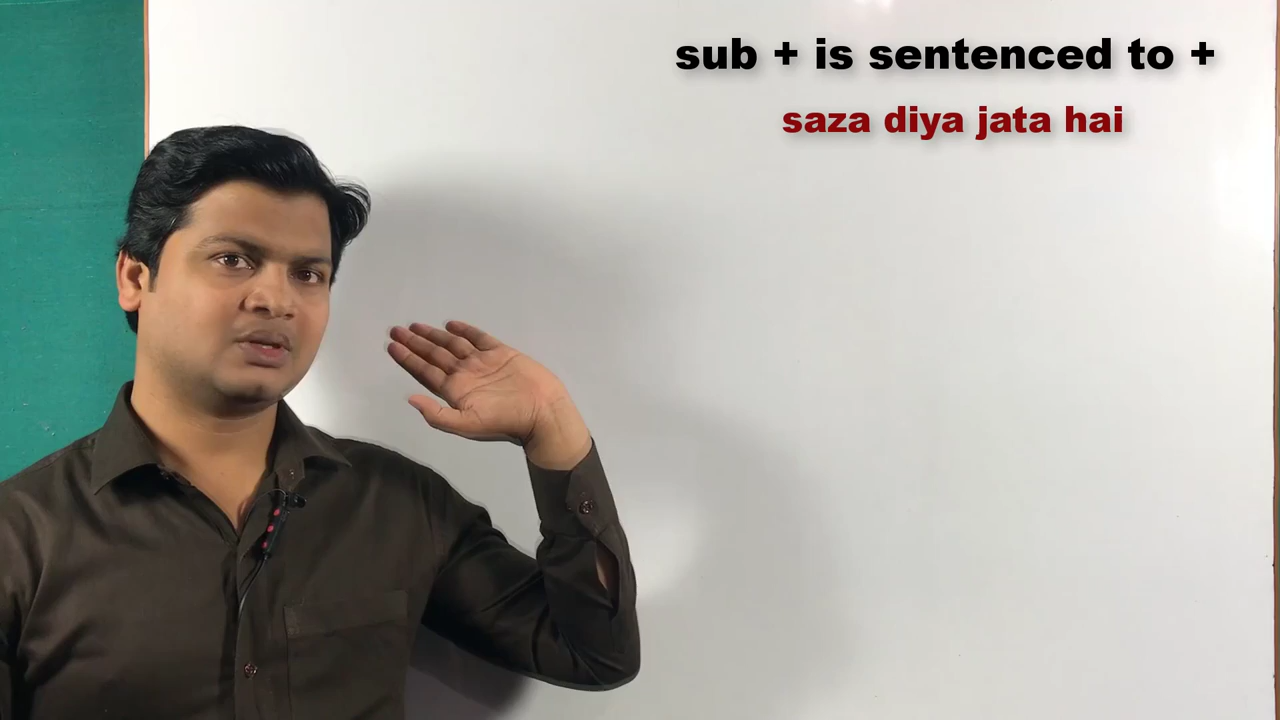 sub + is sentenced to +
saza diya jata hai